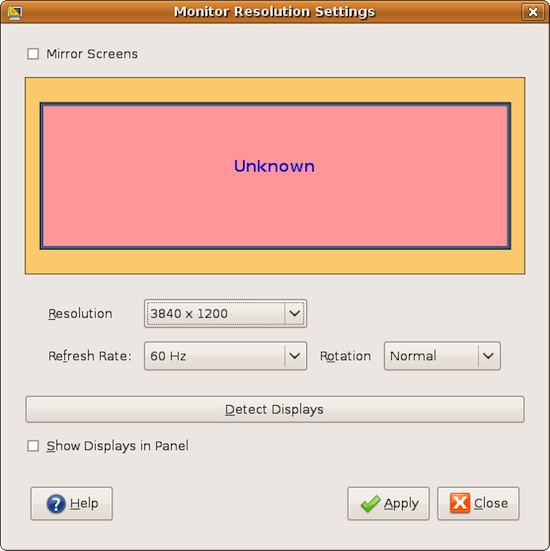 Monitor Resolution Settings
Mirror Screens
Unknown
Resolution 3840 x 1200
Refresh Rate: 60 Hz Rotation Normal
Detect Displays
Show Displays in Panel
Help Apply Close